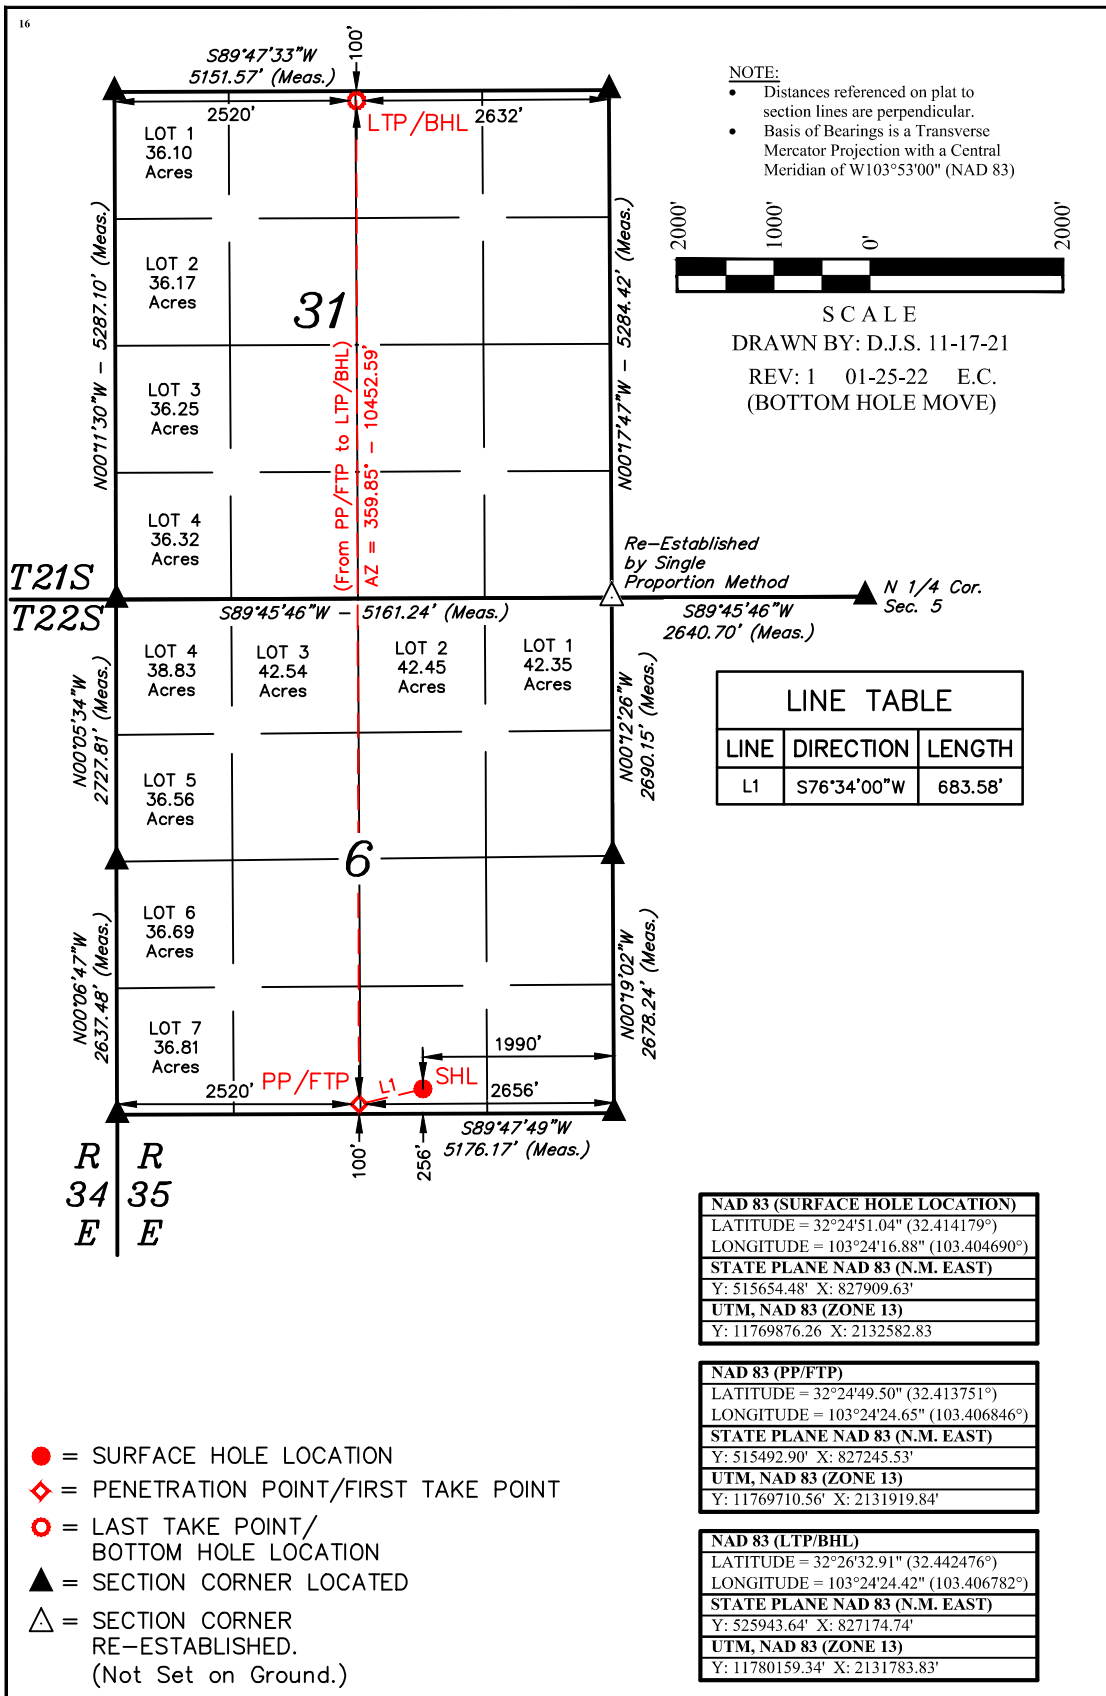 16
S89°47'33"W
5151.57' (Meas.)
100'
2520'
2632'
LTP/BHL
LOT 1
36.10
Acres
N00°11'30"W - 5287.10' (Meas.)
LOT 2
36.17
Acres
31
N00°17'47"W - 5284.42' (Meas.)
LOT 3
36.25
Acres
(From PP/FTP to LTP/BHL)
AZ = 359.85° - 10452.59'
LOT 4
36.32
Acres
NOTE:
• Distances referenced on plat to
section lines are perpendicular.
• Basis of Bearings is a Transverse
Mercator Projection with a Central
Meridian of W103°53'00" (NAD 83)
2000'
1000'
0'
2000'
SCALE
DRAWN BY: D.J.S. 11-17-21
REV: 1 01-25-22 E.C.
(BOTTOM HOLE MOVE)
T21S
T22S
Re-Established
by Single
Proportion Method
N 1/4 Cor.
Sec. 5
S89°45'46"W - 5161.24' (Meas.)
S89°45'46"W
2640.70' (Meas.)
LOT 4
38.83
Acres
LOT 3
42.54
Acres
LOT 2
42.45
Acres
LOT 1
42.35
Acres
N00°05'34"W
2727.81' (Meas.)
N00°12'26"W
2690.15' (Meas.)
LINE TABLE
LINE DIRECTION LENGTH
L1 S76°34'00"W 683.58'
LOT 5
36.56
Acres
6
LOT 6
36.69
Acres
N00°06'47"W
2637.48' (Meas.)
N00°19'02"W
2678.24' (Meas.)
LOT 7
36.81
Acres
1990'
PP/FTP
L1
SHL
2520'
2656'
100'
256'
S89°47'49"W
5176.17' (Meas.)
R R
34 35
E E
NAD 83 (SURFACE HOLE LOCATION)
LATITUDE = 32°24'51.04" (32.414179°)
LONGITUDE = 103°24'16.88" (103.404690°)
STATE PLANE NAD 83 (N.M. EAST)
Y: 515654.48' X: 827909.63'
UTM, NAD 83 (ZONE 13)
Y: 11769876.26 X: 2132582.83
NAD 83 (PP/FTP)
LATITUDE = 32°24'49.50" (32.413751°)
LONGITUDE = 103°24'24.65" (103.406846°)
STATE PLANE NAD 83 (N.M. EAST)
Y: 515492.90' X: 827245.53'
UTM, NAD 83 (ZONE 13)
Y: 11769710.56' X: 2131919.84'
NAD 83 (LTP/BHL)
LATITUDE = 32°26'32.91" (32.442476°)
LONGITUDE = 103°24'24.42" (103.406782°)
STATE PLANE NAD 83 (N.M. EAST)
Y: 525943.64' X: 827174.74'
UTM, NAD 83 (ZONE 13)
Y: 11780159.34' X: 2131783.83'
= SURFACE HOLE LOCATION
= PENETRATION POINT/FIRST TAKE POINT
= LAST TAKE POINT/
BOTTOM HOLE LOCATION
= SECTION CORNER LOCATED
= SECTION CORNER
RE-ESTABLISHED.
(Not Set on Ground.)